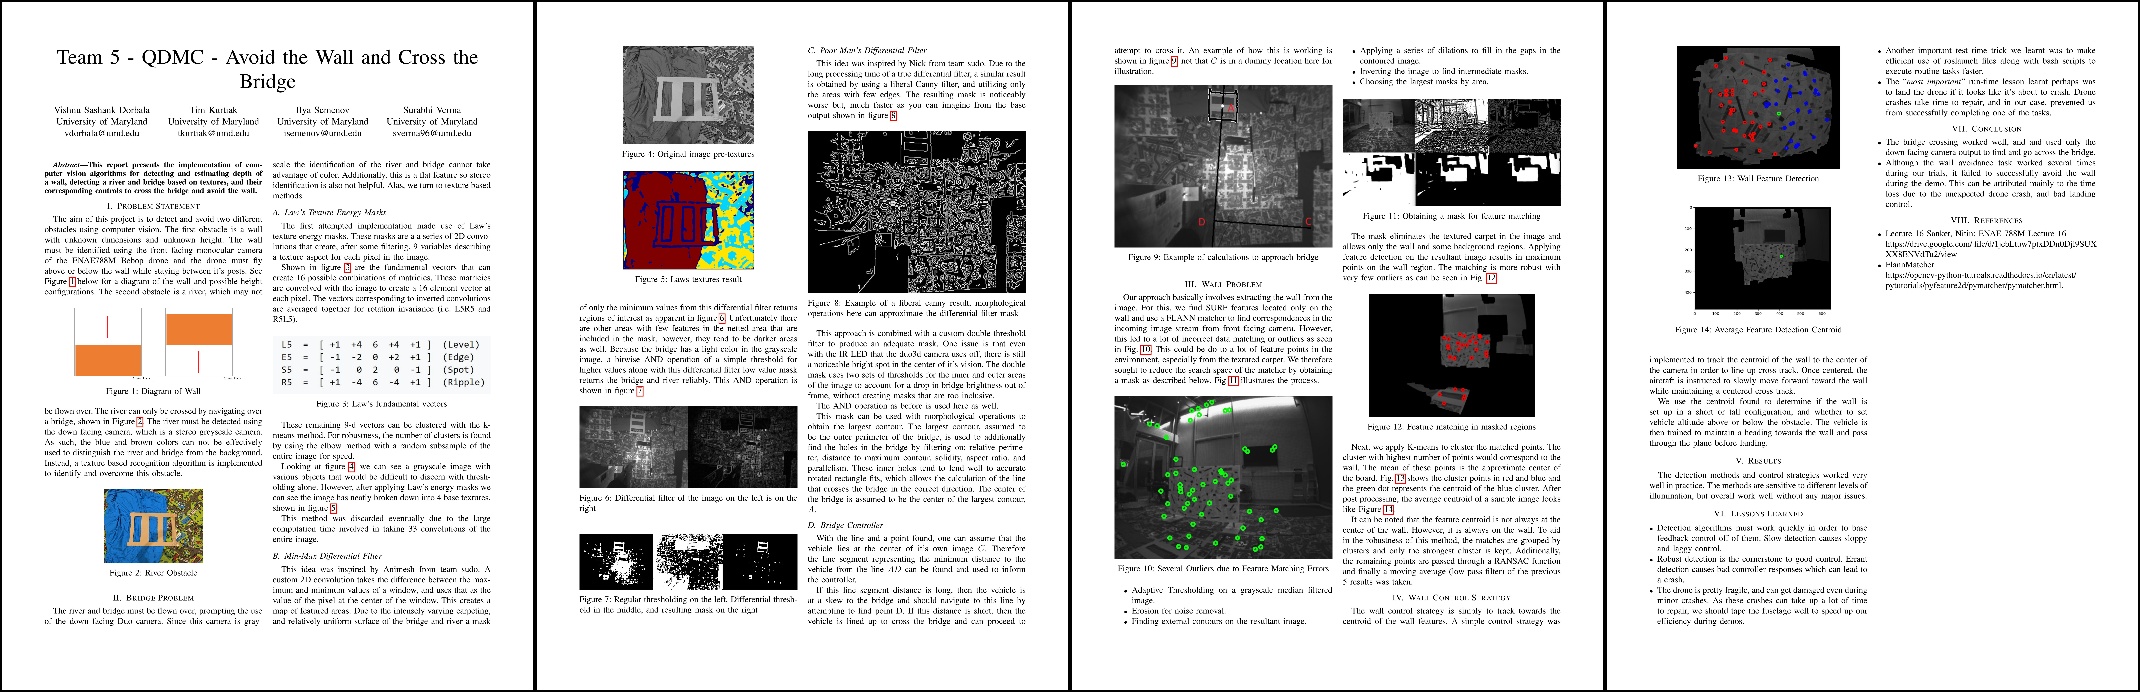 Team 5 - QDMC - Avoid the Wall and Cross the
Bridge
Vishnu Sashank Dorbala
University of Maryland
vdorbala@umd.edu
Tim Kurtiak
University of Maryland
tkurtiak@umd.edu
Ilya Semenov
University of Maryland
isemenov@umd.edu
Surabhi Verma
University of Maryland
sverma96@umd.edu
Abstract—This report presents the implementation of com-
puter vision algorithms for detecting and estimating depth of
a wall, detecting a river and bridge based on textures, and their
corresponding controls to cross the bridge and avoid the wall.
I. PROBLEM STATEMENT
The aim of this project is to detect and avoid two different
obstacles using computer vision. The first obstacle is a wall
with unknown dimensions and unknown height. The wall
must be identified using the front facing monocular camera
of the ENAE788M Bebop drone and the drone must fly
above or below the wall while staying between it's posts. See
Figure 1 below for a diagram of the wall and possible height
configurations. The second obstacle is a river, which may not
Figure 1: Diagram of Wall
be flown over. The river can only be crossed by navigating over
a bridge, shown in Figure 2. The river must be detected using
the down facing camera, which is a stereo greyscale camera.
As such, the blue and brown colors can not be effectively
used to distinguish the river and bridge from the background.
Instead, a texture based recognition algorithm is implemented
to identify and overcome this obstacle.
Figure 2: River Obstacle
II. BRIDGE PROBLEM
The river and bridge must be flown over, prompting the use
of the down facing Duo camera. Since this camera is gray
scale the identification of the river and bridge cannot take
advantage of color. Additionally, this is a flat feature so stereo
identification is also not helpful. Alas, we turn to texture based
methods.
A. Law's Texture Energy Masks
The first attempted implementation made use of Law's
texture energy masks. These masks are a a series of 2D convo-
lutions that create, after some filtering, 9 variables describing
a texture aspect for each pixel in the image.
Shown in figure 3 are the fundamental vectors that can
create 16 possible combinations of matricies. These matricies
are convolved with the image to create a 16 element vector at
each pixel. The vectors corresponding to inverted convolutions
are averaged together for rotation invariance (i.e. L5R5 and
R5L5).
L5 = [ +1 +4 6 +4 +1 ] (Level)
E5 = [ -1 -2 0 +2 +1 ] (Edge)
S5 = [ -1 0 2 0 -1 ] (Spot)
R5 = [ +1 -4 6 -4 +1 ] (Ripple)
Figure 3: Law's fundamental vectors
These remaining 9-d vectors can be clustered with the k-
means method. For robustness, the number of clusters is found
by using the elbow method with a random subsample of the
entire image for speed.
Looking at figure 4, we can see a grayscale image with
various objects that would be difficult to discern with thresh-
olding alone. However, after applying Law's energy masks we
can see the image has neatly broken down into 4 base textures,
shown in figure 5.
This method was discarded eventually due to the large
computation time involved in taking 33 convolutions of the
entire image.
B. Min-Max Differential Filter
This idea was inspired by Animesh from team sudo. A
custom 2D convolution takes the difference between the max-
imum and minimum values of a window, and uses that as the
value of the pixel at the center of the window. This creates a
map of featured areas. Due to the intensely varying carpeting,
and relatively uniform surface of the bridge and river a mask
Figure 4: Original image pre-textures
Figure 5: Laws textures result
of only the minimum values from this differential filter returns
regions of interest as apparent in figure 6. Unfortunately there
are other areas with few features in the netted area that are
included in the mask, however, they tend to be darker areas
as well. Because the bridge has a light color in the grayscale
image, a bitwise AND operation of a simple threshold for
higher values along with this differential filter low value mask
returns the bridge and river reliably. This AND operation is
shown in figure 7.
Figure 6: Differential filter of the image on the left is on the
right
Figure 7: Regular thresholding on the left. Differential thresh-
old in the middle, and resulting mask on the right
C. Poor Man's Differential Filter
This idea was inspired by Nick from team sudo. Due to the
long processing time of a true differential filter, a similar result
is obtained by using a liberal Canny filter, and utilizing only
the areas with few edges. The resulting mask is noticeably
worse but, much faster as you can imagine from the base
output shown in figure 8.
Figure 8: Example of a liberal canny result, morphological
operations here can approximate the differential filter mask
This approach is combined with a custom double threshold
filter to produce an adequate mask. One issue is that even
with the IR LED that the duo3d camera uses off, there is still
a noticeable bright spot in the center of it's vision. The double
mask uses two sets of thresholds for the inner and outer areas
of the image to account for a drop in bridge brightness out of
frame, without creating masks that are too inclusive.
The AND operation as before is used here as well.
This mask can be used with morphological operations to
obtain the largest contour. The largest contour, assumed to
be the outer perimeter of the bridge, is used to additionally
find the holes in the bridge by filtering on: relative perime-
ter, distance to maximum contour, solidity, aspect ratio, and
parallelism. These inner holes tend to lend well to accurate
rotated rectangle fits, which allows the calculation of the line
that crosses the bridge in the correct direction. The center of
the bridge is assumed to be the center of the largest contour,
A.
D. Bridge Controller
With the line and a point found, one can assume that the
vehicle lies at the center of it's own image C. Therefore
the line segment representing the minimum distance to the
vehicle from the line AD can be found and used to inform
the controller.
If this line segment is long, then the vehicle is
at a skew to the bridge and should navigate to this line by
attempting to find point D. If this distance is short, then the
vehicle is lined up to cross the bridge and can proceed to
attempt to cross it. An example of how this is working is
shown in figure 9, not that C is in a dummy location here for
illustration.
A
D
C
Figure 9: Example of calculations to approach bridge
III. WALL PROBLEM
Our approach basically involves extracting the wall from the
image. For this, we find SURF features located only on the
wall and use a FLANN matcher to find correspondences in the
incoming image stream from front facing camera. However,
this led to a lot of incorrect data matching or outliers as seen
in Fig. 10. This could be do to a lot of feature points in the
environment, especially from the textured carpet. We therefore
sought to reduce the search space of the matcher by obtaining
a mask as described below. Fig 11 illustrates the process.
Figure 10: Several Outliers due to Feature Matching Errors.
• Adaptive Thresholding on a grayscale median filtered
image.
• Erosion for noise removal.
• Finding external contours on the resultant image.
• Applying a series of dilations to fill in the gaps in the
contoured image.
• Inverting the image to find intermediate masks.
• Choosing the largest masks by area.
Figure 11: Obtaining a mask for feature matching
The mask eliminates the textured carpet in the image and
allows only the wall and some background regions. Applying
feature detection on the resultant image results in maximum
points on the wall region. The matching is more robust with
very few outliers as can be seen in Fig. 12.
Figure 12: Feature matching in masked regions
Next, we apply K-means to cluster the matched points. The
cluster with highest number of points would correspond to the
wall. The mean of these points is the approximate center of
the board. Fig. 13 shows the cluster points in red and blue and
the green dot represents the centroid of the blue cluster. After
post processing, the average centroid of a sample image looks
like Figure 14.
It can be noted that the feature centroid is not always at the
center of the wall. However, it is always on the wall. To aid
in the robustness of this method, the matches are grouped by
clusters and only the strongest cluster is kept. Additionally,
the remaining points are passed through a RANSAC function
and finally a moving average (low pass filter) of the previous
5 results was taken.
IV. WALL CONTROL STRATEGY
The wall control strategy is simply to track towards the
centroid of the wall features. A simple control strategy was
Figure 13: Wall Feature Detection
Figure 14: Average Feature Detection Centroid
implemented to track the centroid of the wall to the center of
the camera in order to line up cross track. Once centered, the
aircraft is instructed to slowly move forward toward the wall
while maintaining a centered cross track.
We use the centroid found to determine if the wall is
set up in a short or tall configuration, and whether to set
vehicle altitude above or below the obstacle. The vehicle is
then trained to maintain a heading towards the wall and pass
through the plane before landing.
V. RESULTS
The detection methods and control strategies worked very
well in practice. The methods are sensitive to different levels of
illumination, but overall work well without any major issues.
VI. LESSONS LEARNED
• Detection algorithms must work quickly in order to base
feedback control off of them. Slow detection causes sloppy
and laggy control.
• Robust detection is the cornerstone to good control. Errant
detection causes bad controller responses which can lead to
a crash.
• The drone is pretty fragile, and can get damaged even during
minor crashes. As these crashes can take up a lot of time
to repair, we should tape the fuselage well to speed up our
efficiency during demos.
• Another important test time trick we learnt was to make
efficient use of roslaunch files along with bash scripts to
execute routine tasks faster.
• The "most important" run-time lesson learnt perhaps was
to land the drone if it looks like it's about to crash. Drone
crashes take time to repair, and in our case, prevented us
from successfully completing one of the tasks.
VII. CONCLUSION
• The bridge crossing worked well, and and used only the
down facing camera output to find and go across the bridge.
• Although the wall avoidance task worked several times
during our trials, it failed to successfully avoid the wall
during the demo. This can be attributed mainly to the time
loss due to the unexpected drone crash, and bad landing
control.
VIII. REFERENCES
• Lecture 16 Sanket, Nitin: ENAE 788M Lecture 16
• FlannMatcher
https://opencv-python-tutroals.readthedocs.io/en/latest/